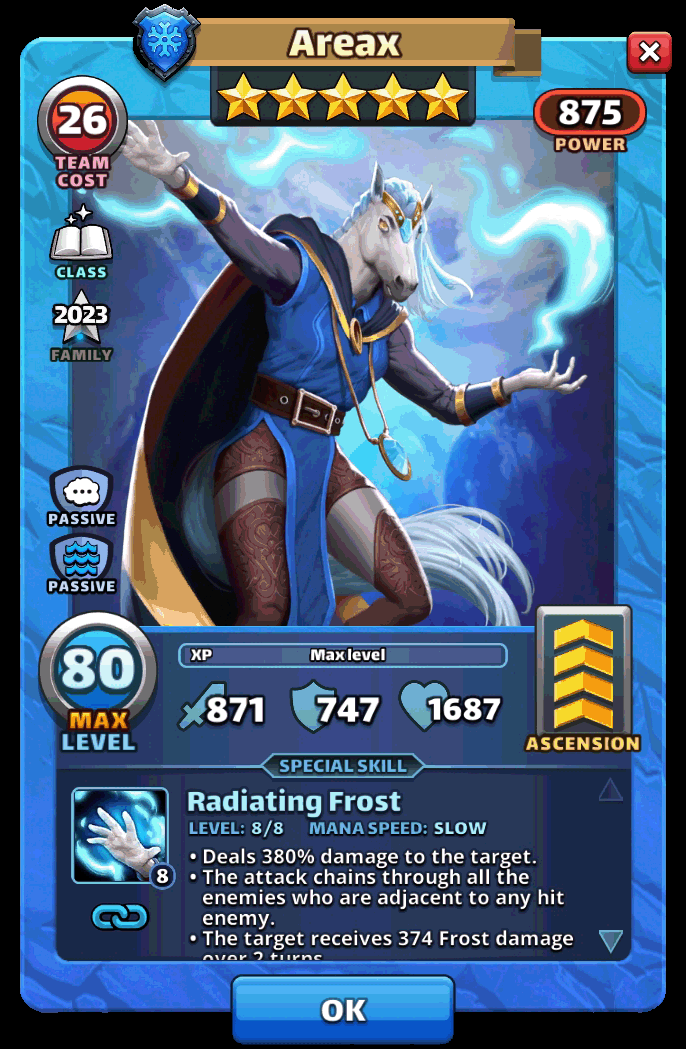 Areax
26
TEAM
COST
875
POWER
CLASS
2023
FAMILY
PASSIVE
PASSIVE
80
MAX
LEVEL
XP Max level
871 747 1687
ASCENSION
SPECIAL SKILL
Radiating Frost
LEVEL: 8/8 MANA SPEED: SLOW
8
• Deals 380% damage to the target.
• The attack chains through all the
enemies who are adjacent to any hit
enemy.
• The target receives 374 Frost damage
over 2 turns
OK